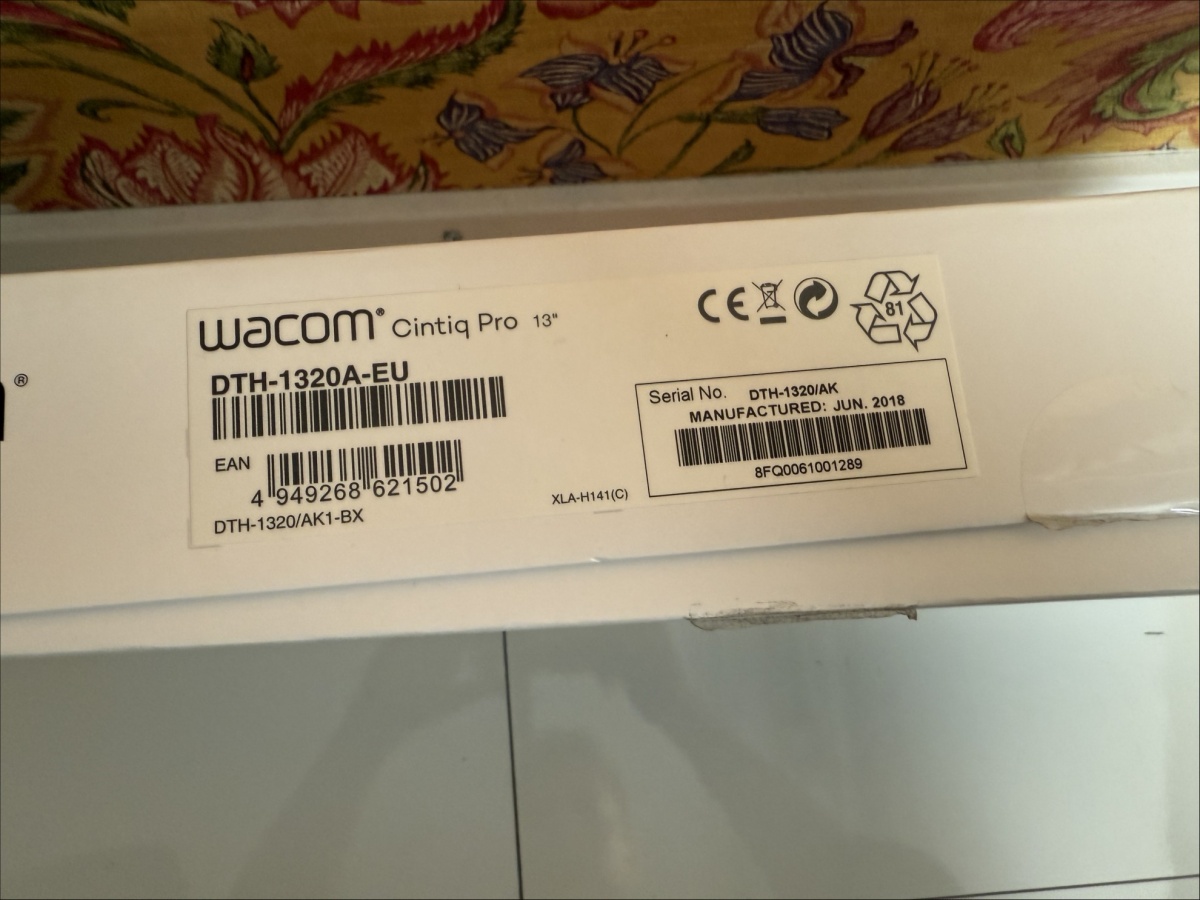 ®
wacom® Cintiq Pro 13"
DTH-1320A-EU
EAN
4 949268 621502
DTH-1320/AK1-BX
XLA-H141(C)
CE
81
Serial No. DTH-1320/AK
MANUFACTURED: JUN. 2018
8FQ0061001289